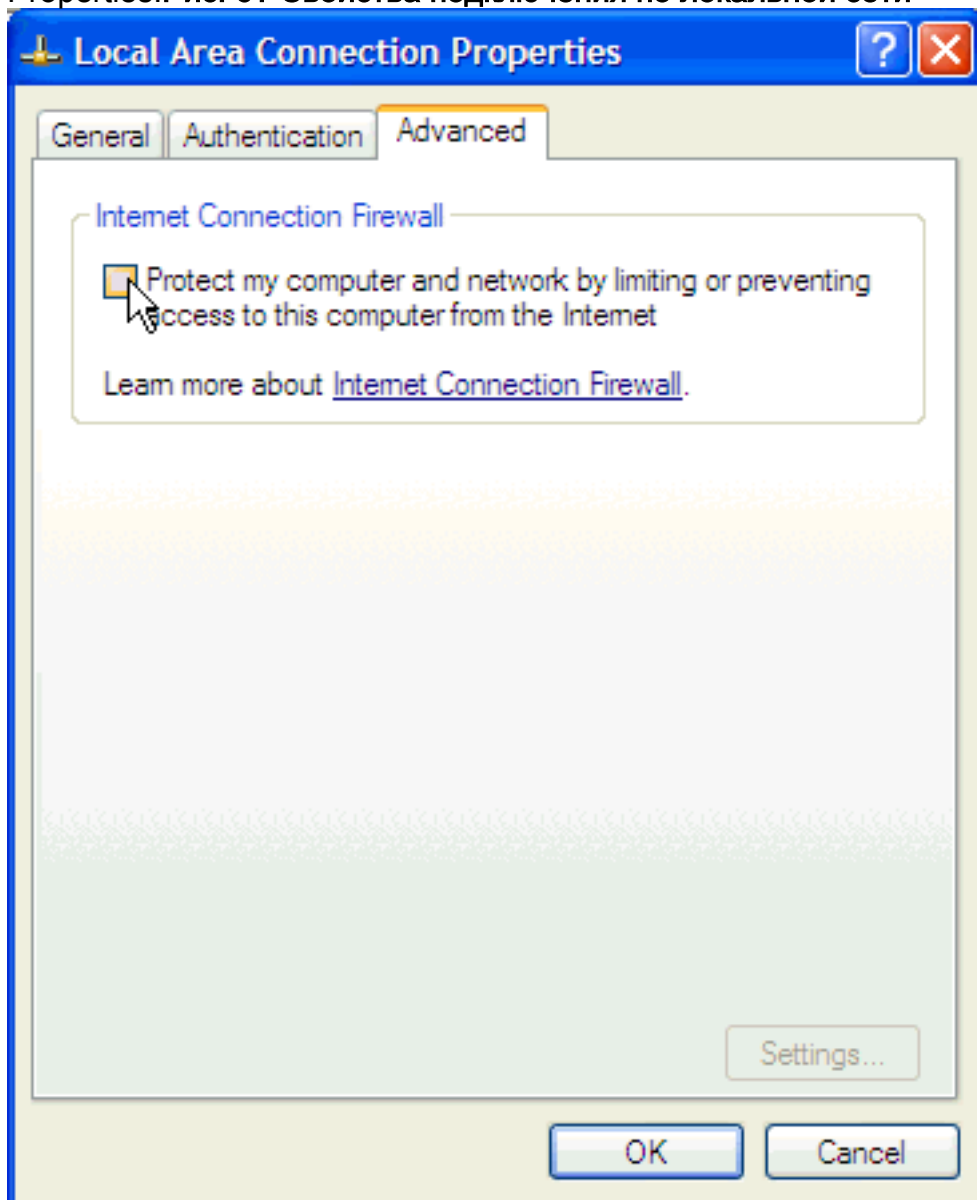 Local Area Connection Properties
General Authentication Advanced
Internet Connection Firewall
Protect my computer and network by limiting or preventing
access to this computer from the Internet
Learn more about Internet Connection Firewall.
Settings...
OK Cancel